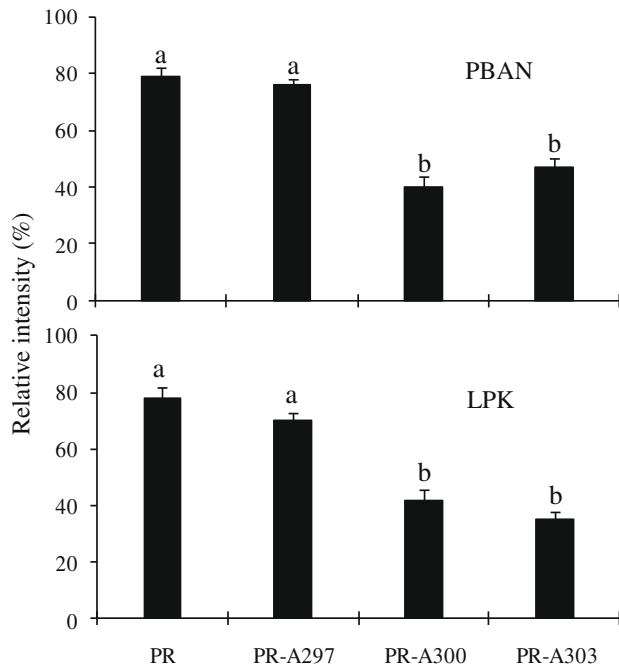 100
80
60
40
20
0
a
a
b
b
PBAN
Relative intensity (%)
100
80
60
40
20
0
a
a
b
b
LPK
PR PR-A297 PR-A300 PR-A303